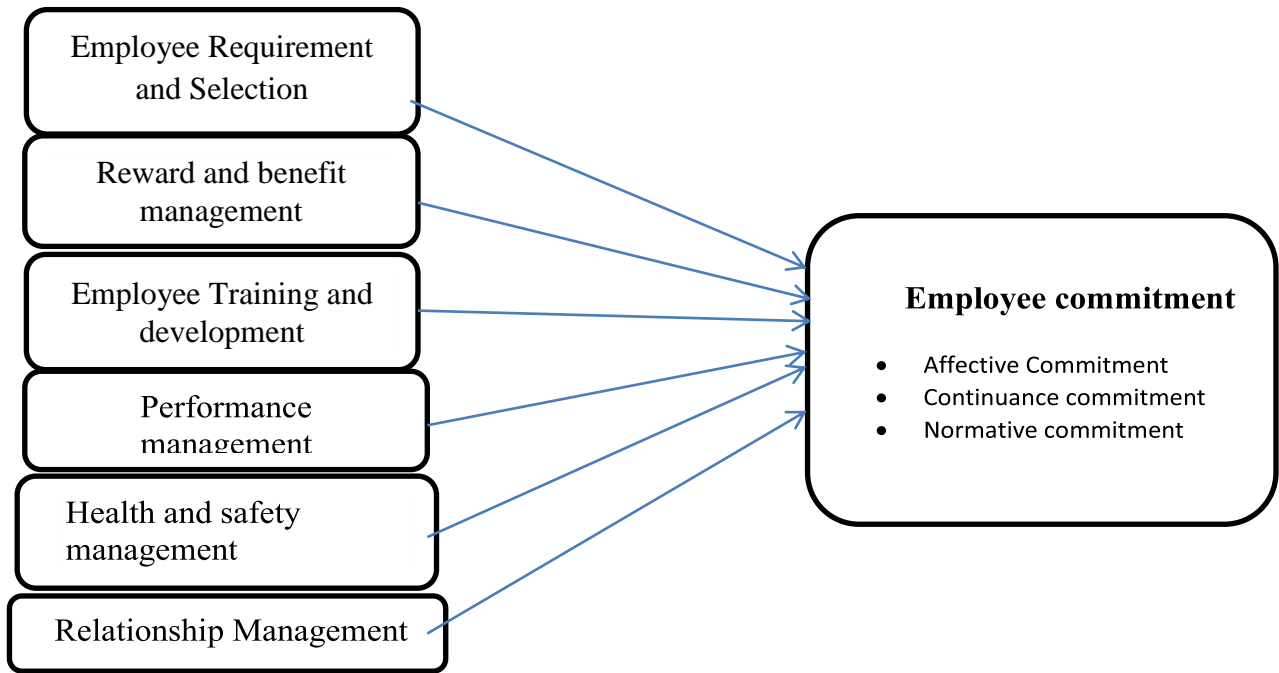 Employee Requirement
and Selection
Reward and benefit
management
Employee Training and
development
Performance
management
Health and safety
management
Relationship Management
Employee commitment
• Affective Commitment
• Continuance commitment
• Normative commitment